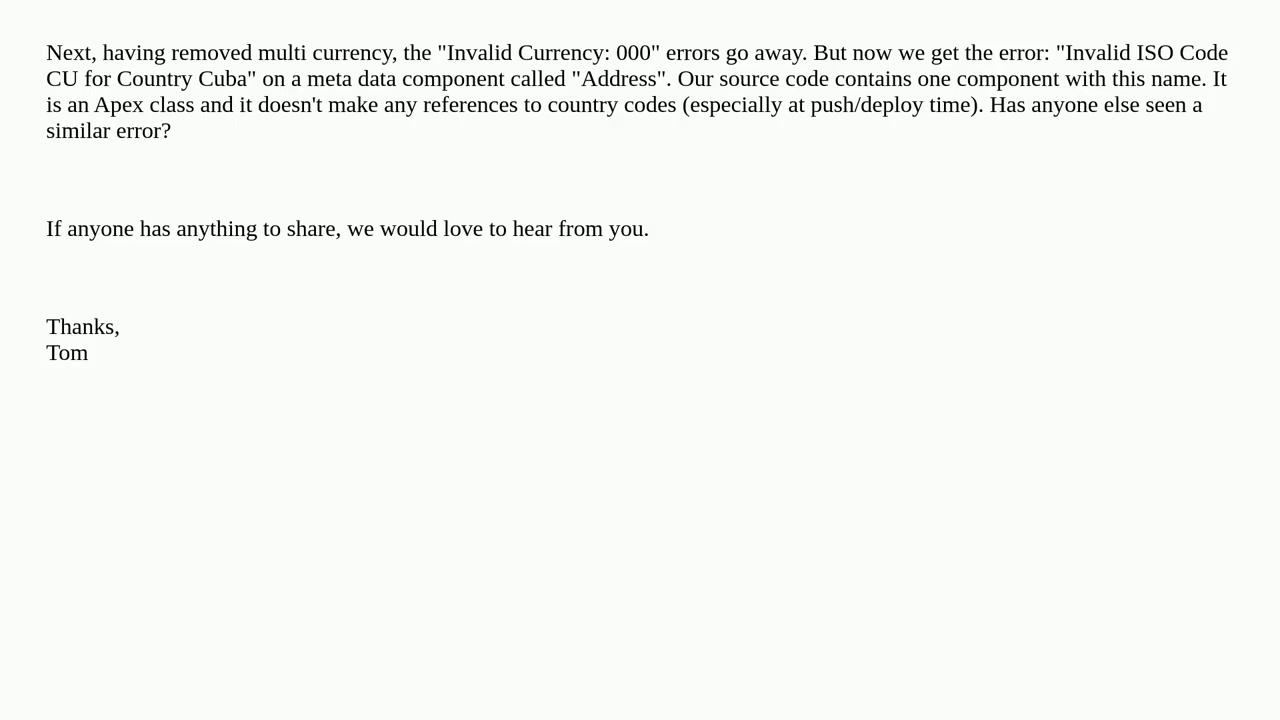 Next, having removed multi currency, the "Invalid Currency: 000" errors go away. But now we get the error: "Invalid ISO Code
CU for Country Cuba" on a meta data component called "Address". Our source code contains one component with this name. It
is an Apex class and it doesn't make any references to country codes (especially at push/deploy time). Has anyone else seen a
similar error?
If anyone has anything to share, we would love to hear from you.
Thanks,
Tom